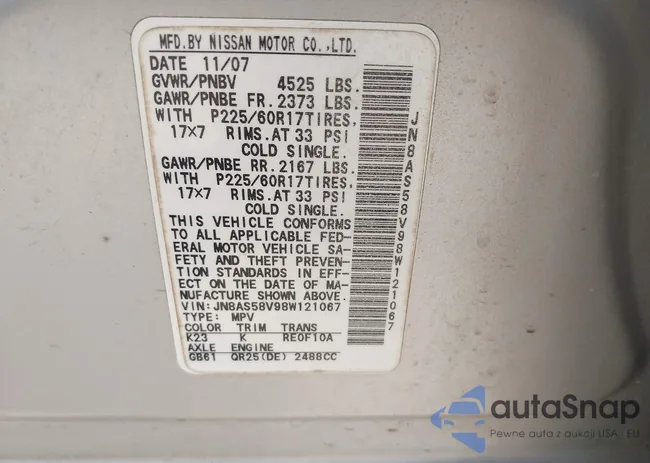 MFD.BY NISSAN MOTOR CO.,LTD.
DATE 11/07
GVWR/PNBV 4525 LBS.
GAWR/PNBE FR. 2373 LBS.
WITH P225/60R17TIRES,
17×7 RIMS.AT 33 PSI
COLD SINGLE.
GAWR/PNBE RR. 2167 LBS.
WITH P225/60R17TIRES,
17×7 RIMS.AT 33 PSI
COLD SINGLE.
THIS VEHICLE CONFORMS
TO ALL APPLICABLE FED-
ERAL MOTOR VEHICLE SA-
FETY AND THEFT PREVEN-
TION STANDARDS IN EFF-
ECT ON THE DATE OF MA-
NUFACTURE SHOWN ABOVE.
VIN: JN8AS58V98W121067
TYPE: MPV
COLOR TRIM TRANS
K23 K RE0F10A
AXLE ENGINE
GB61 QR25(DE) 2488CC
JN8AS58V98W121067
autaSnap
Pewne auta z aukcji USA, EU